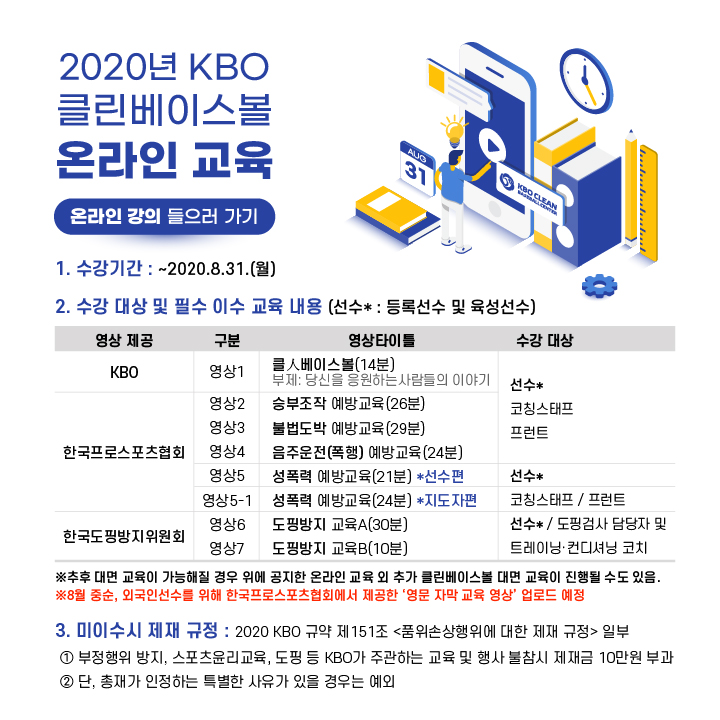 2020년 KBO
클린베이스볼
온라인 교육
온라인 강의 들으러 가기
AUG
31
KBO CLEAN
BASEBALL CENTER
1. 수강기간 : ~2020.8.31.(월)
2. 수강 대상 및 필수 이수 교육 내용 (선수* : 등록선수 및 육성선수)
영상 제공 구분 영상타이틀 수강 대상
KBO 영상1 클人베이스볼(14분)
부제: 당신을 응원하는사람들의 이야기
선수*
코칭스태프
프런트
한국프로스포츠협회
영상2 승부조작 예방교육(26분)
영상3 불법도박 예방교육(29분)
영상4 음주운전(폭행) 예방교육(24분)
영상5 성폭력 예방교육(21분) *선수편 선수*
영상5-1 성폭력 예방교육(24분) *지도자편 코칭스태프 / 프런트
한국도핑방지위원회
영상6 도핑방지 교육A(30분) 선수* / 도핑검사 담당자 및
영상7 도핑방지 교육B(10분) 트레이닝·컨디셔닝 코치
※추후 대면 교육이 가능해질 경우 위에 공지한 온라인 교육 외 추가 클린베이스볼 대면 교육이 진행될 수도 있음.
※8월 중순, 외국인선수를 위해 한국프로스포츠협회에서 제공한 ‘영문 자막 교육 영상’ 업로드 예정
3. 미이수시 제재 규정 : 2020 KBO 규약 제151조 <품위손상행위에 대한 제재 규정> 일부
① 부정행위 방지, 스포츠윤리교육, 도핑 등 KBO가 주관하는 교육 및 행사 불참시 제재금 10만원 부과
② 단, 총재가 인정하는 특별한 사유가 있을 경우는 예외